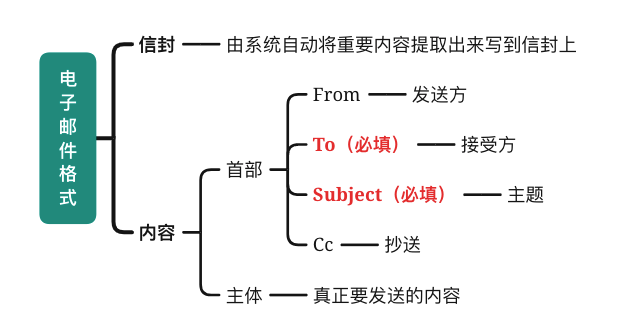 电子邮件格式
信封
由系统自动将重要内容提取出来写到信封上
内容
首部
From
发送方
To（必填）
接受方
Subject（必填）
主题
Cc
抄送
主体
真正要发送的内容